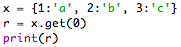 x = {1:'a', 2:'b', 3:'c'}
r = x.get(0)
print(r)